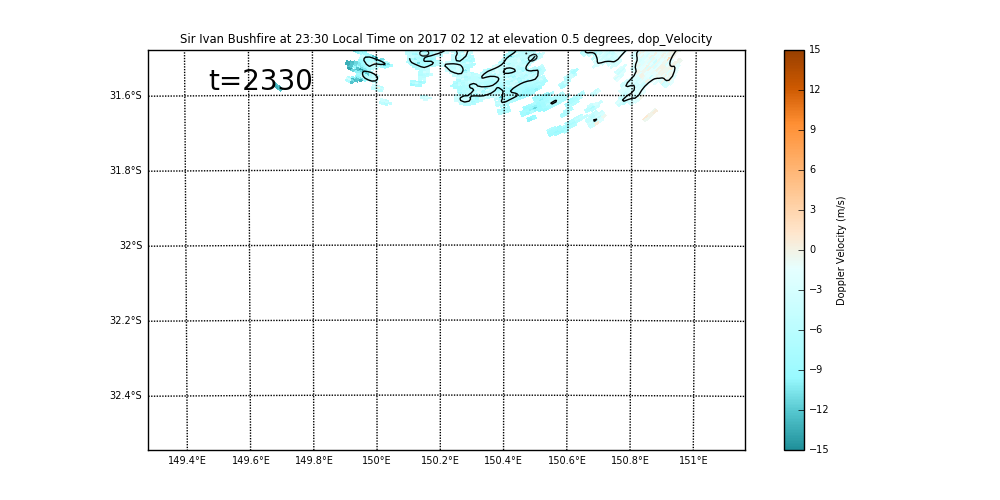 Sir Ivan Bushfire at 23:30 Local Time on 2017 02 12 at elevation 0.5 degrees, dop_Velocity
t=2330
31.6°S
31.8°S
32°S
32.2°S
32.4°S
149.4°E 149.6°E 149.8°E 150°E 150.2°E 150.4°E 150.6°E 150.8°E 151°E
15
12
9
6
3
0
−3
−6
−9
−12
−15
Doppler Velocity (m/s)